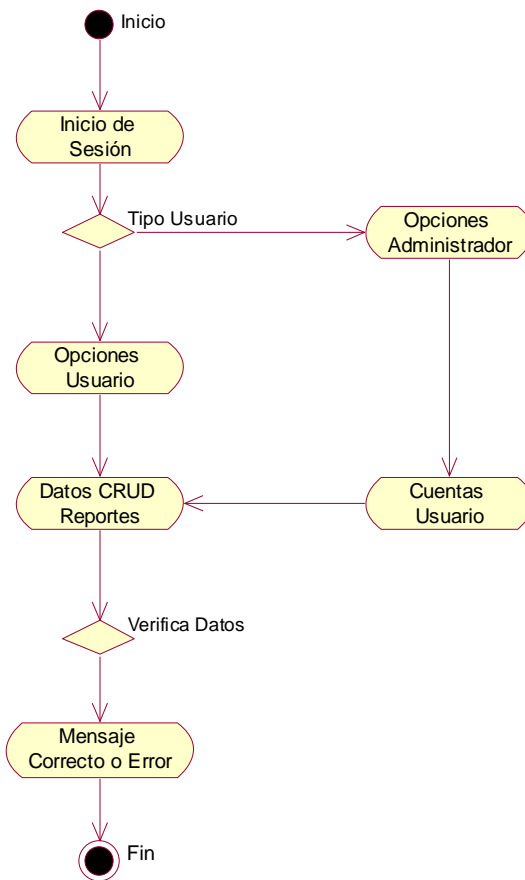 Inicio
Inicio de
Sesión
Tipo Usuario
Opciones
Administrador
Opciones
Usuario
Datos CRUD
Reportes
Cuentas
Usuario
Verifica Datos
Mensaje
Correcto o Error
Fin